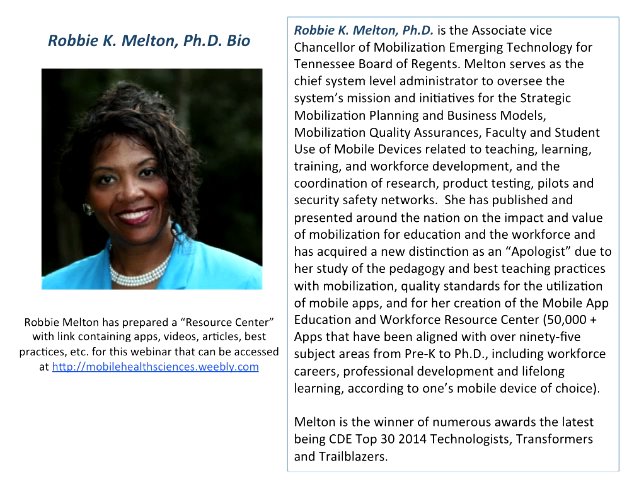 Robbie K. Melton, Ph.D. Bio
Robbie Melton has prepared a “Resource Center”
with link containing apps, videos, articles, best
practices, etc. for this webinar that can be accessed
at http://mobilehealthsciences.weebly.com
Robbie K. Melton, Ph.D. is the Associate vice
Chancellor of Mobilization Emerging Technology for
Tennessee Board of Regents. Melton serves as the
chief system level administrator to oversee the
system’s mission and initiatives for the Strategic
Mobilization Planning and Business Models,
Mobilization Quality Assurances, Faculty and Student
Use of Mobile Devices related to teaching, learning,
training, and workforce development, and the
coordination of research, product testing, pilots and
security safety networks.  She has published and
presented around the nation on the impact and value
of mobilization for education and the workforce and
has acquired a new distinction as an “Apologist” due to
her study of the pedagogy and best teaching practices
with mobilization, quality standards for the utilization
of mobile apps, and for her creation of the Mobile App
Education and Workforce Resource Center (50,000 +
Apps that have been aligned with over ninety-five
subject areas from Pre-K to Ph.D., including workforce
careers, professional development and lifelong
learning, according to one’s mobile device of choice).
Melton is the winner of numerous awards the latest
being CDE Top 30 2014 Technologists, Transformers
and Trailblazers.